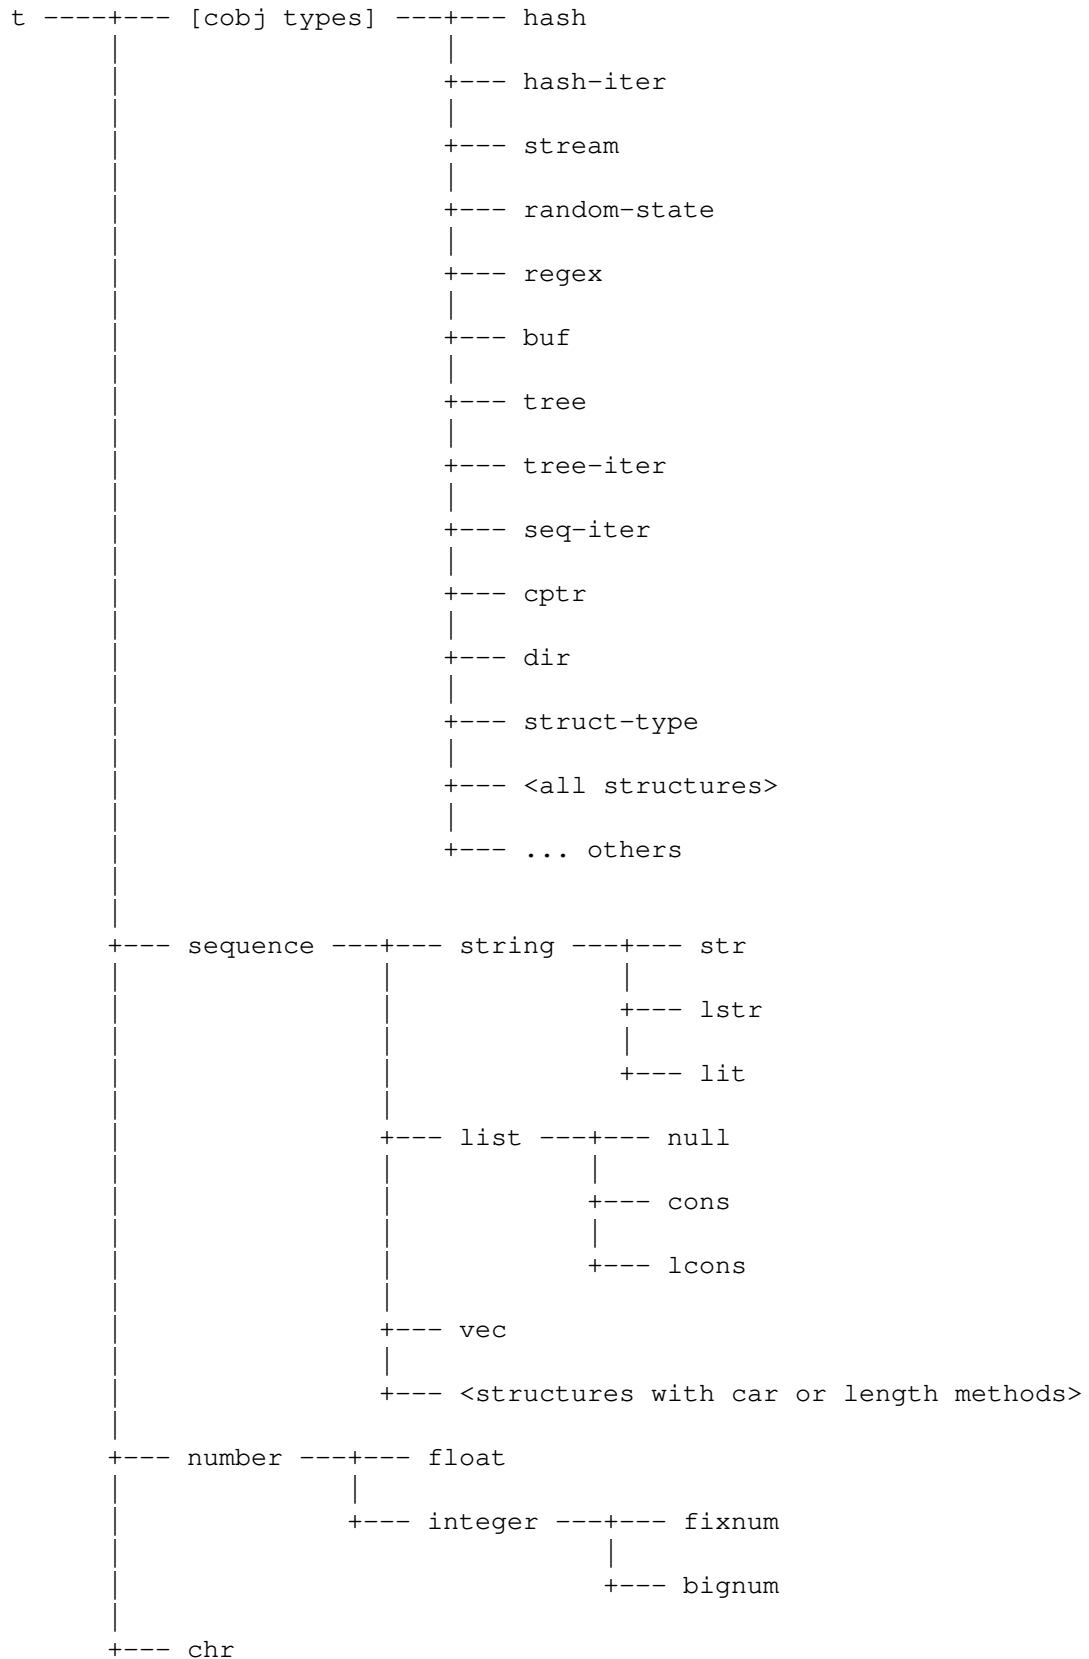 t ----+--- [cobj types] ---+--- hash
+--- hash-iter
+--- stream
+--- random-state
+--- regex
+--- buf
+--- tree
+--- tree-iter
+--- seq-iter
+--- cptr
+--- dir
+--- struct-type
+--- <all structures>
+--- ... others
+--- sequence ---+--- string ---+--- str
+--- lstr
+--- lit
+--- list ---+--- null
+--- cons
+--- lcons
+--- vec
+--- <structures with car or length methods>
+--- number ---+--- float
+--- integer ---+--- fixnum
+--- bignum
+--- chr